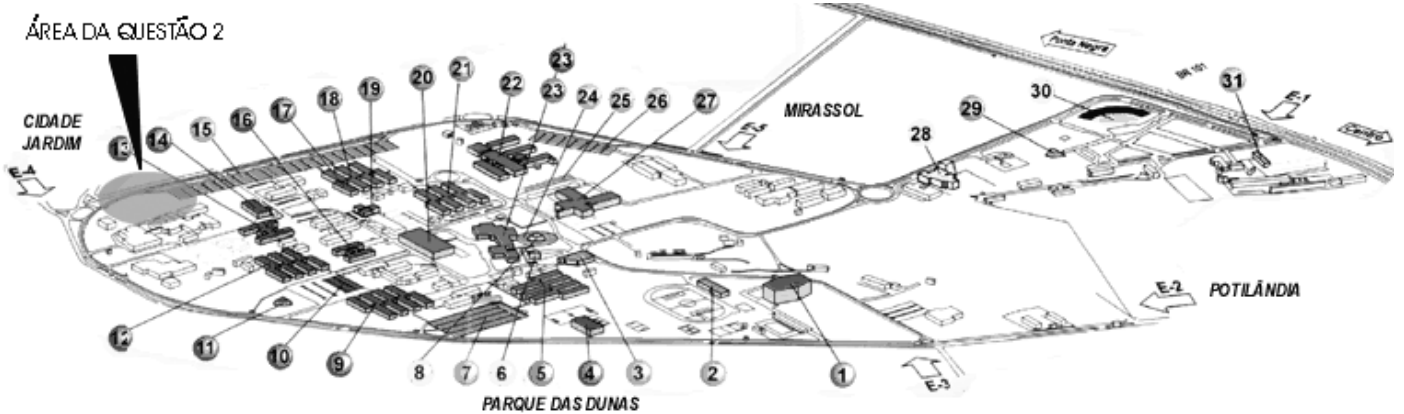 ÁREA DA QUESTÃO 2
CIDADE
JARDIM
E-4
13
14
15
16
17
18
19
20
21
22
23
23
24
25
26
27
E-5
MIRASSOL
28
29
30
Ponta Negra
BR 101
31
E-1
Centro
E-2
POTILÂNDIA
E-3
12
11
10
9
8
7
6
5
4
3
2
1
PARQUE DAS DUNAS